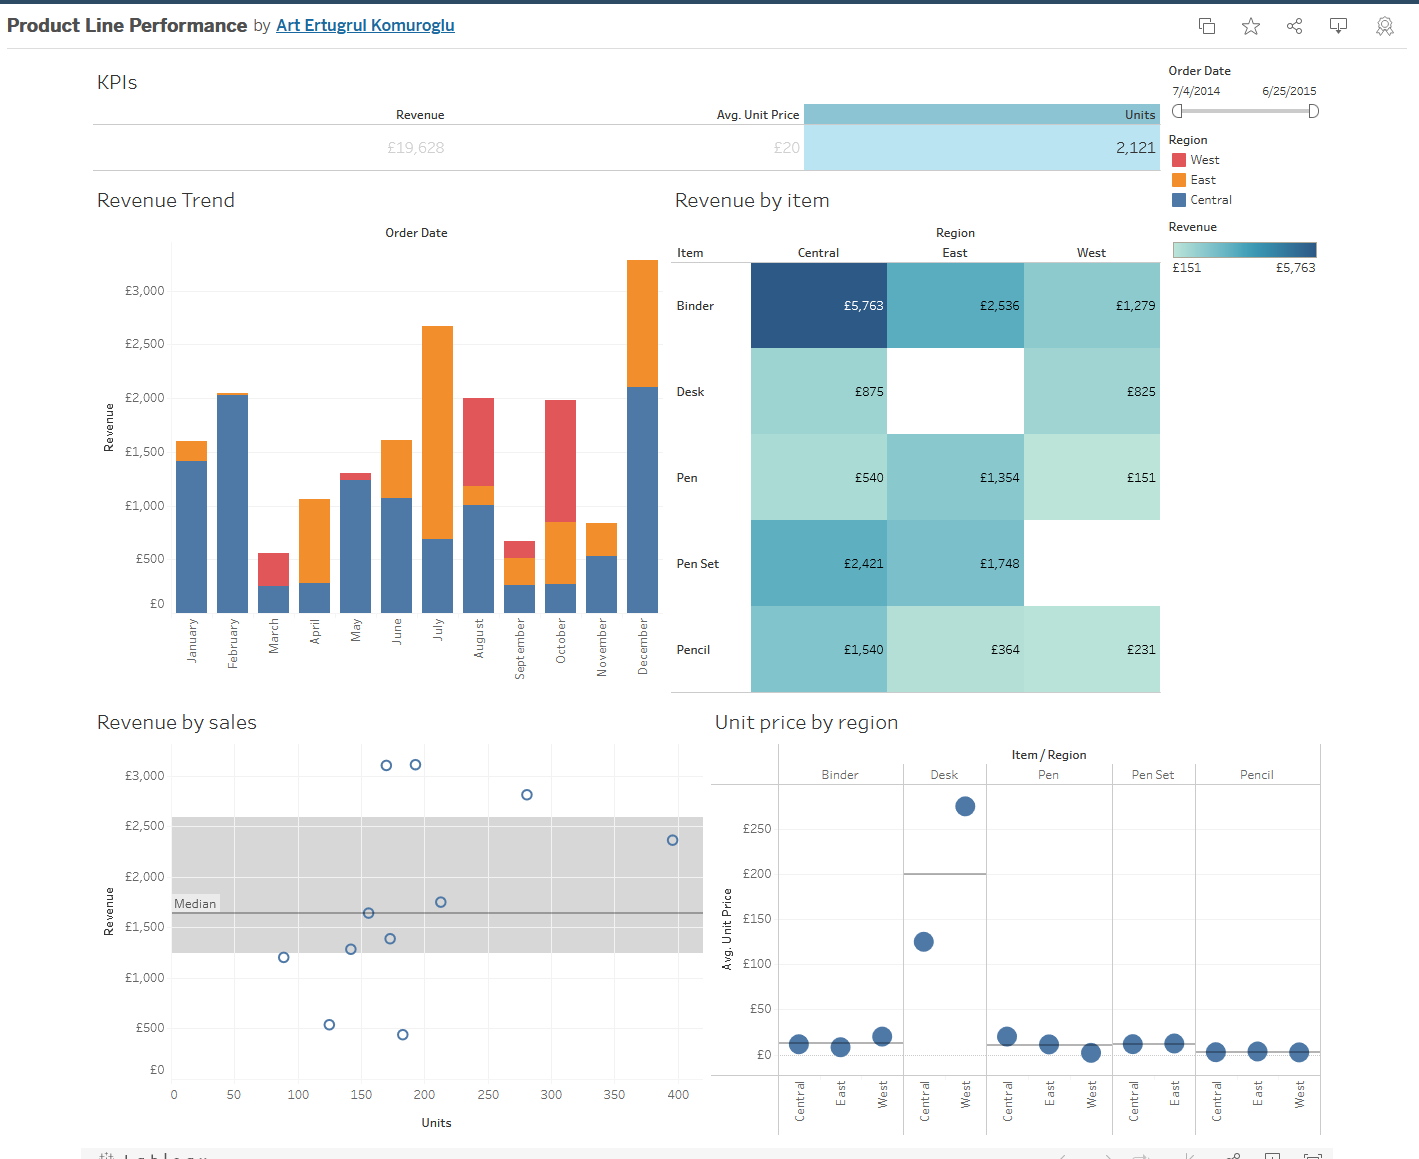 Product Line Performance by Art Ertugrul Komuroglu
KPIs
Revenue
Avg. Unit Price
Units
£19,628
£20
2,121
Order Date
7/4/2014
6/25/2015
Region
West
East
Central
Revenue
£151
£5,763
Revenue Trend
Order Date
Revenue
£3,000
£2,500
£2,000
£1,500
£1,000
£500
£0
January
February
March
April
May
June
July
August
September
October
November
December
Revenue by item
Region
Item
Central
East
West
Binder
£5,763
£2,536
£1,279
Desk
£875
£825
Pen
£540
£1,354
£151
Pen Set
£2,421
£1,748
Pencil
£1,540
£364
£231
Revenue by sales
Revenue
£3,000
£2,500
£2,000
Median
£1,500
£1,000
£500
£0
0
50
100
150
200
250
300
350
400
Units
Unit price by region
Item / Region
Binder
Desk
Pen
Pen Set
Pencil
Avg. Unit Price
£250
£200
£150
£100
£50
£0
Central
East
West
Central
West
Central
East
West
Central
East
Central
East
West